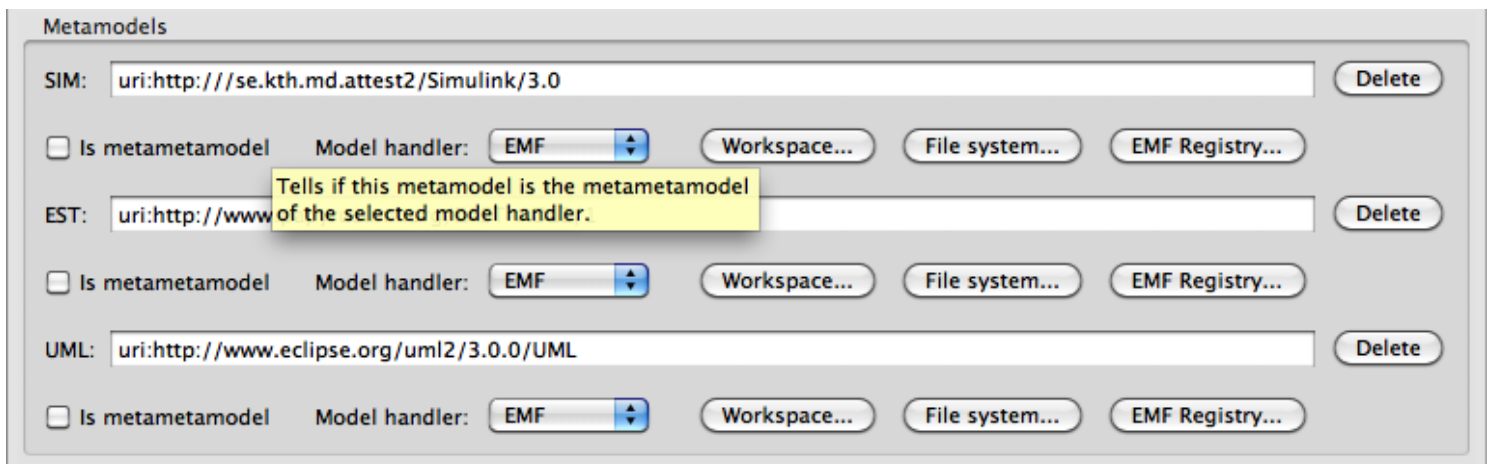 Metamodels
SIM: uri:http:///se.kth.md.attest2/Simulink/3.0 Delete
Is metametamodel Model handler: EMF Workspace... File system... EMF Registry...
Tells if this metamodel is the metametamodel
of the selected model handler.
EST: uri:http://www Delete
Is metametamodel Model handler: EMF Workspace... File system... EMF Registry...
UML: uri:http://www.eclipse.org/uml2/3.0.0/UML Delete
Is metametamodel Model handler: EMF Workspace... File system... EMF Registry...